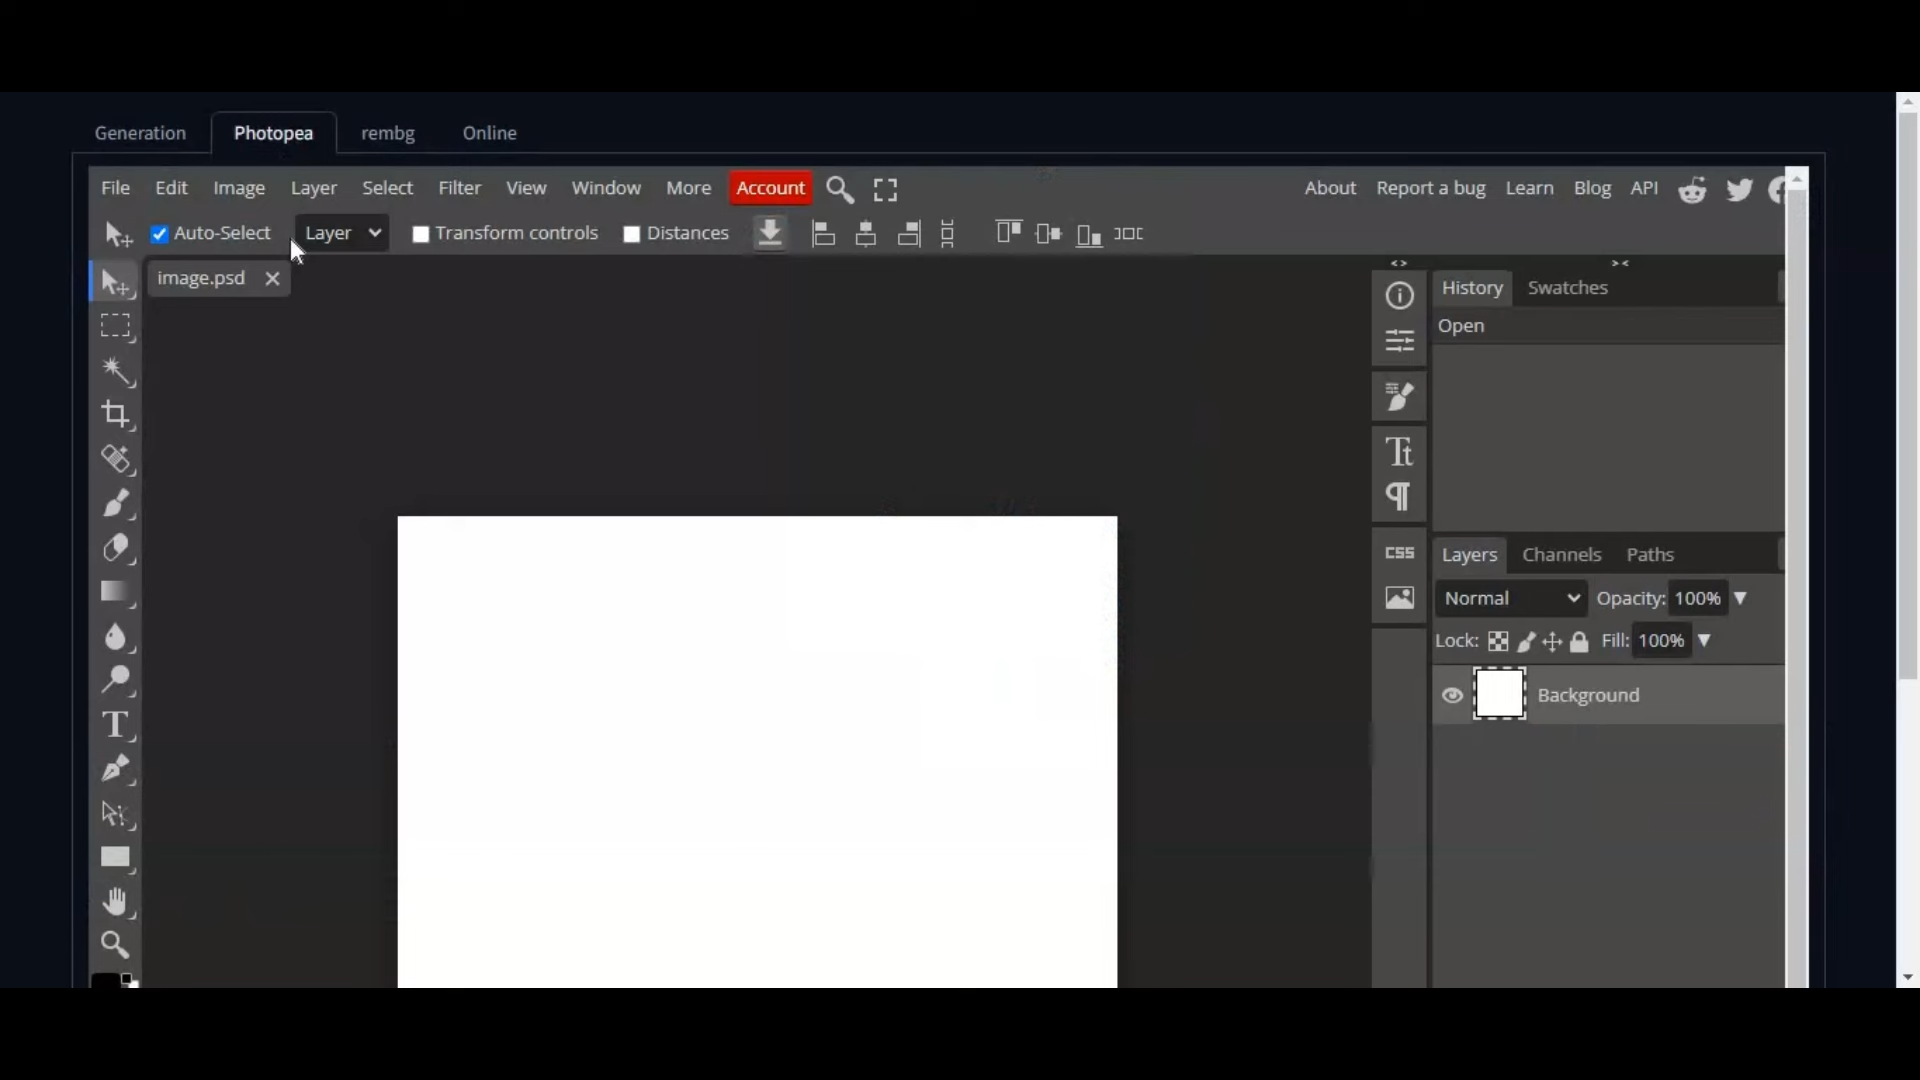 Generation Photopea rembg Online
File Edit Image Layer Select Filter View Window More Account About Report a bug Learn Blog API
Auto-Select Layer Transform controls Distances
image.psd
History Swatches
Open
Tt
CSS
Layers Channels Paths
Normal Opacity: 100%
Lock: Fill: 100%
Background
T